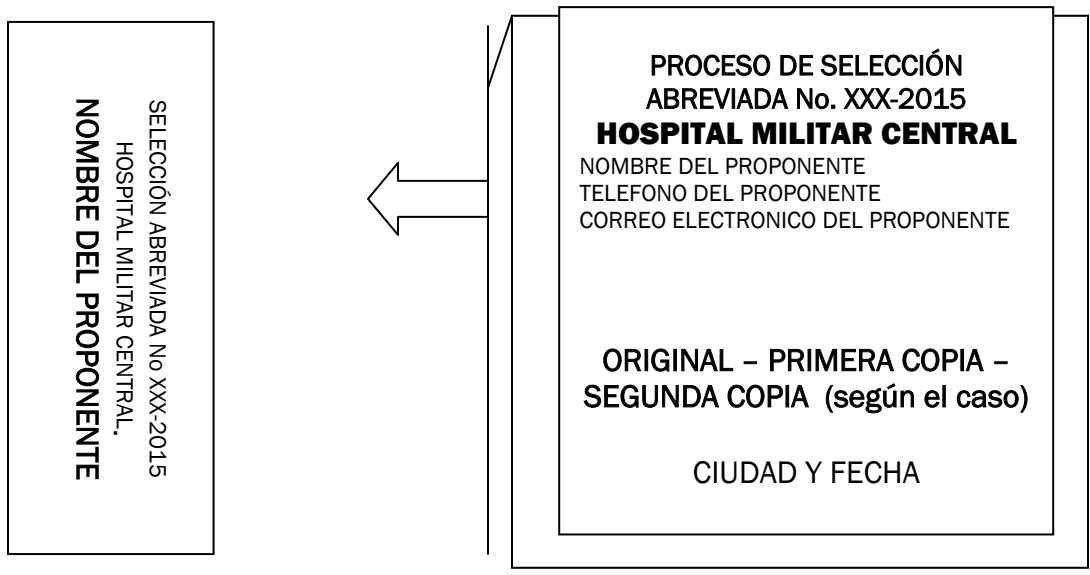 SELECCIÓN ABREVIADA No XXX-2015
HOSPITAL MILITAR CENTRAL.
NOMBRE DEL PROPONENTE
PROCESO DE SELECCIÓN
ABREVIADA No. XXX-2015
HOSPITAL MILITAR CENTRAL
NOMBRE DEL PROPONENTE
TELEFONO DEL PROPONENTE
CORREO ELECTRONICO DEL PROPONENTE
ORIGINAL – PRIMERA COPIA –
SEGUNDA COPIA (según el caso)
CIUDAD Y FECHA